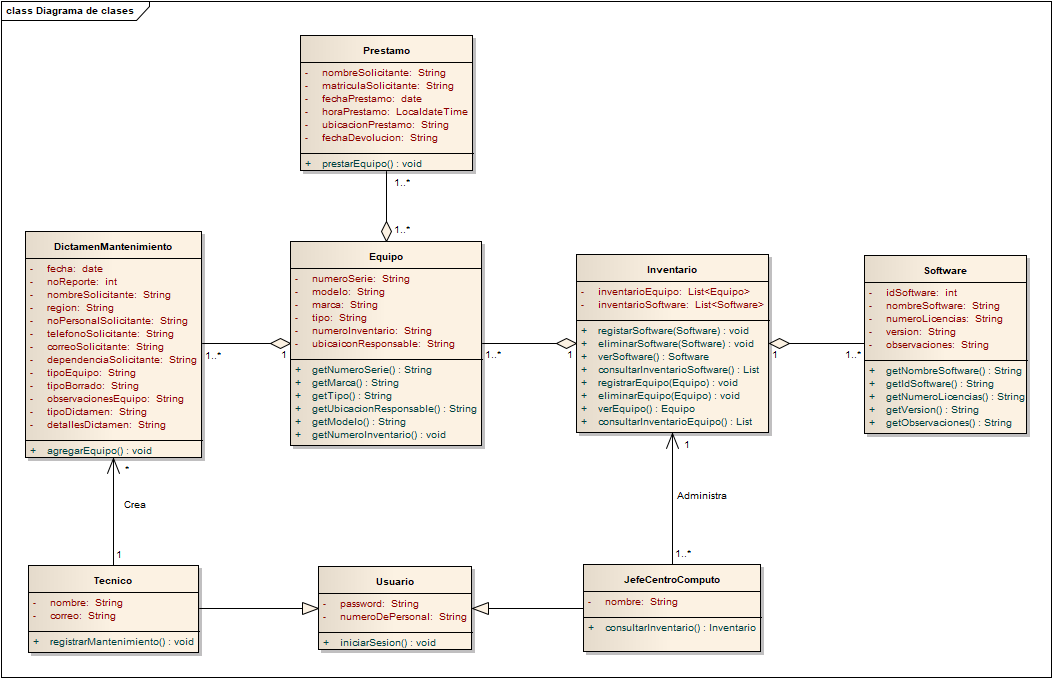 class Diagrama de clases
Prestamo
- nombreSolicitante: String
- matriculaSolicitante: String
- fechaPrestamo: date
- horaPrestamo: LocaldateTime
- ubicacionPrestamo: String
- fechaDevolucion: String
+ prestarEquipo() : void
1..*
1..*
DictamenMantenimiento
- fecha: date
- noReporte: int
- nombreSolicitante: String
- region: String
- noPersonalSolicitante: String
- telefonoSolicitante: String
- correoSolicitante: String
- dependenciaSolicitante: String
- tipoEquipo: String
- tipoBorrado: String
- observacionesEquipo: String
- tipoDictamen: String
- detallesDictamen: String
+ agregarEquipo() : void
1..*
1
Equipo
- numeroSerie: String
- modelo: String
- marca: String
- tipo: String
- numeroInventario: String
- ubicaiconResponsable: String
+ getNumeroSerie() : String
+ getMarca() : String
+ getTipo() : String
+ getUbicacionResponsable() : String
+ getModelo() : String
+ getNumeroInventario() : void
1..*
1
Inventario
- inventarioEquipo: List<Equipo>
- inventarioSoftware: List<Software>
+ registarSoftware(Software) : void
+ eliminarSoftware(Software) : void
+ verSoftware() : Software
+ consultarInventarioSoftware() : List
+ registrarEquipo(Equipo) : void
+ eliminarEquipo(Equipo) : void
+ verEquipo() : Equipo
+ consultarInventarioEquipo() : List
1
1..*
Software
- idSoftware: int
- nombreSoftware: String
- numeroLicencias: String
- version: String
- observaciones: String
+ getNombreSoftware() : String
+ getIdSoftware() : String
+ getNumeroLicencias() : String
+ getVersion() : String
+ getObservaciones() : String
*
Crea
1
1
Administra
1..*
Tecnico
- nombre: String
- correo: String
+ registrarMantenimiento() : void
Usuario
- password: String
- numeroDePersonal: String
+ iniciarSesion() : void
JefeCentroComputo
- nombre: String
+ consultarInventario() : Inventario